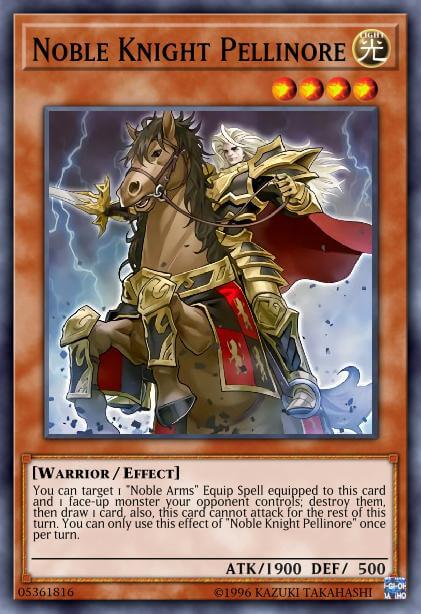 NOBLE KNIGHT PELLINORE
LIGHT
光
[WARRIOR / EFFECT]
You can target 1 "Noble Arms" Equip Spell equipped to this card
and 1 face-up monster your opponent controls; destroy them,
then draw 1 card, also, this card cannot attack for the rest of this
turn. You can only use this effect of "Noble Knight Pellinore" once
per turn.
ATK/1900 DEF/ 500
05361816
©1996 KAZUKI TAKAHASHI